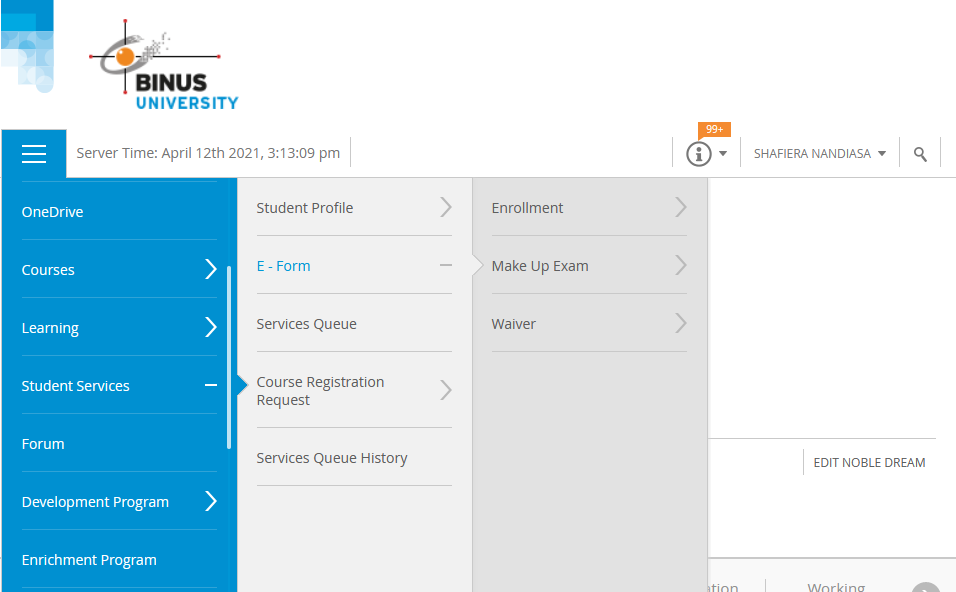 BINUS
UNIVERSITY
99+
Server Time: April 12th 2021, 3:13:09 pm
SHAFIERA NANDIASA
OneDrive
Courses
Learning
Student Services
Forum
Development Program
Enrichment Program
Student Profile
E - Form
Services Queue
Course Registration
Request
Services Queue History
Enrollment
Make Up Exam
Waiver
EDIT NOBLE DREAM
Working